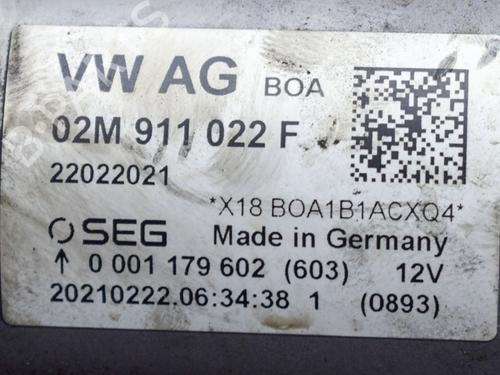 VW AG BOA
02M 911 022 F
22022021
*X18 BOA1B1ACXQ4*
SEG Made in Germany
↑ 0 001 179 602 (603) 12V
20210222.06:34:38 1 (0893)